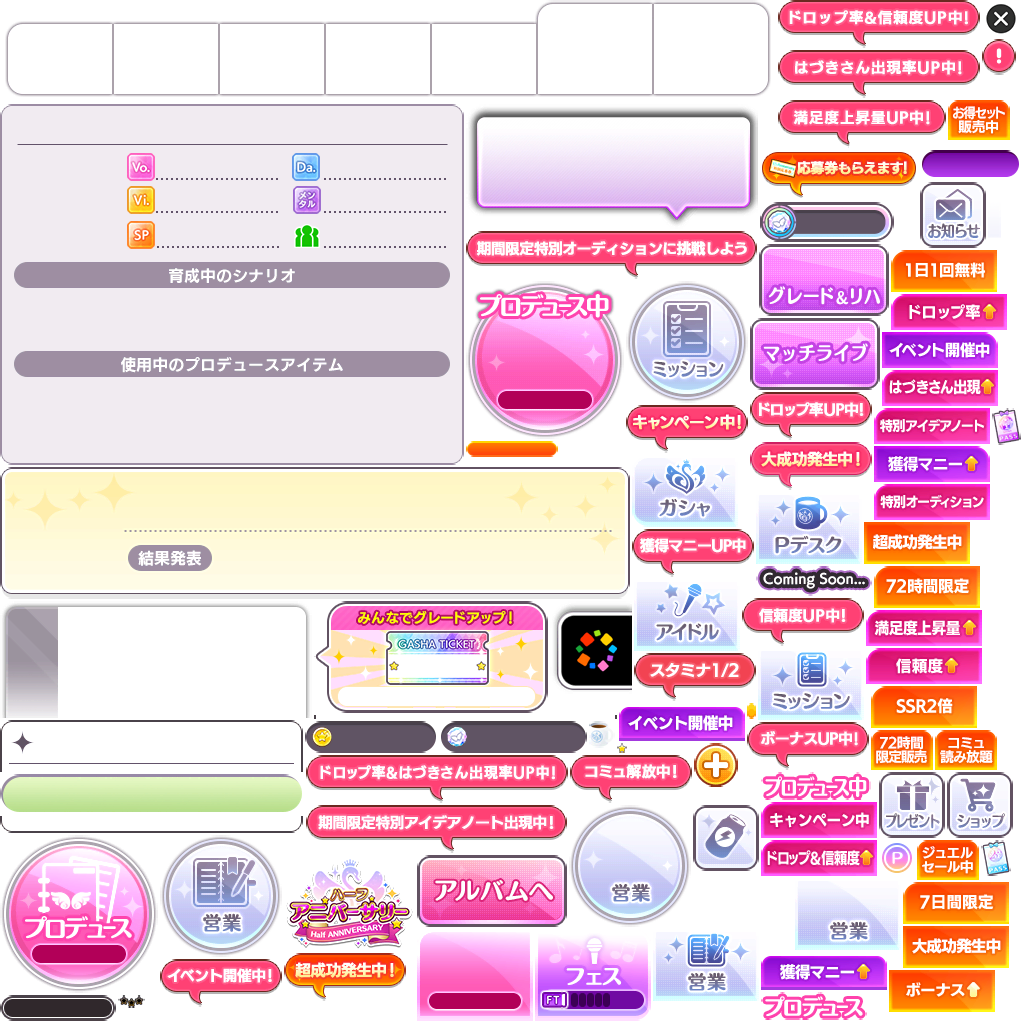 ドロップ率&信頼度UP中!
はづきさん出現率UP中!
!
満足度上昇量UP中!
お得セット
販売中
応募券もらえます!
お知らせ
Vo.
Da.
Vi.
メン
タル
SP
育成中のシナリオ
使用中のプロデュースアイテム
期間限定特別オーディションに挑戦しよう
グレード&リハ
1日1回無料
ドロップ率
プロデュース中
ミッション
マッチライブ
イベント開催中
はづきさん出現
キャンペーン中!
ドロップ率UP中!
特別アイデアノート
PASS
大成功発生中!
獲得マニー
ガシャ
特別オーディション
Pデスク
結果発表
獲得マニーUP中
超成功発生中
Coming Soon...
72時間限定
みんなでグレードアップ!
GASHA TICKET
アイドル
信頼度UP中!
満足度上昇量
スタミナ1/2
ミッション
信頼度
SSR2倍
イベント開催中
ボーナスUP中!
72時間
限定販売
コミュ
読み放題
ドロップ率&はづきさん出現率UP中!
コミュ解放中!
プロデュース中
プレゼント
ショップ
期間限定特別アイデアノート出現中!
キャンペーン中
ドロップ&信頼度
P
ジュエル
セール中
PASS
プロデュース
営業
ハーフ
アニバーサリー
Half ANNIVERSARY
アルバムへ
営業
7日間限定
営業
大成功発生中
イベント開催中!
超成功発生中!
フェス
FT
営業
獲得マニー
ボーナス
プロデュース